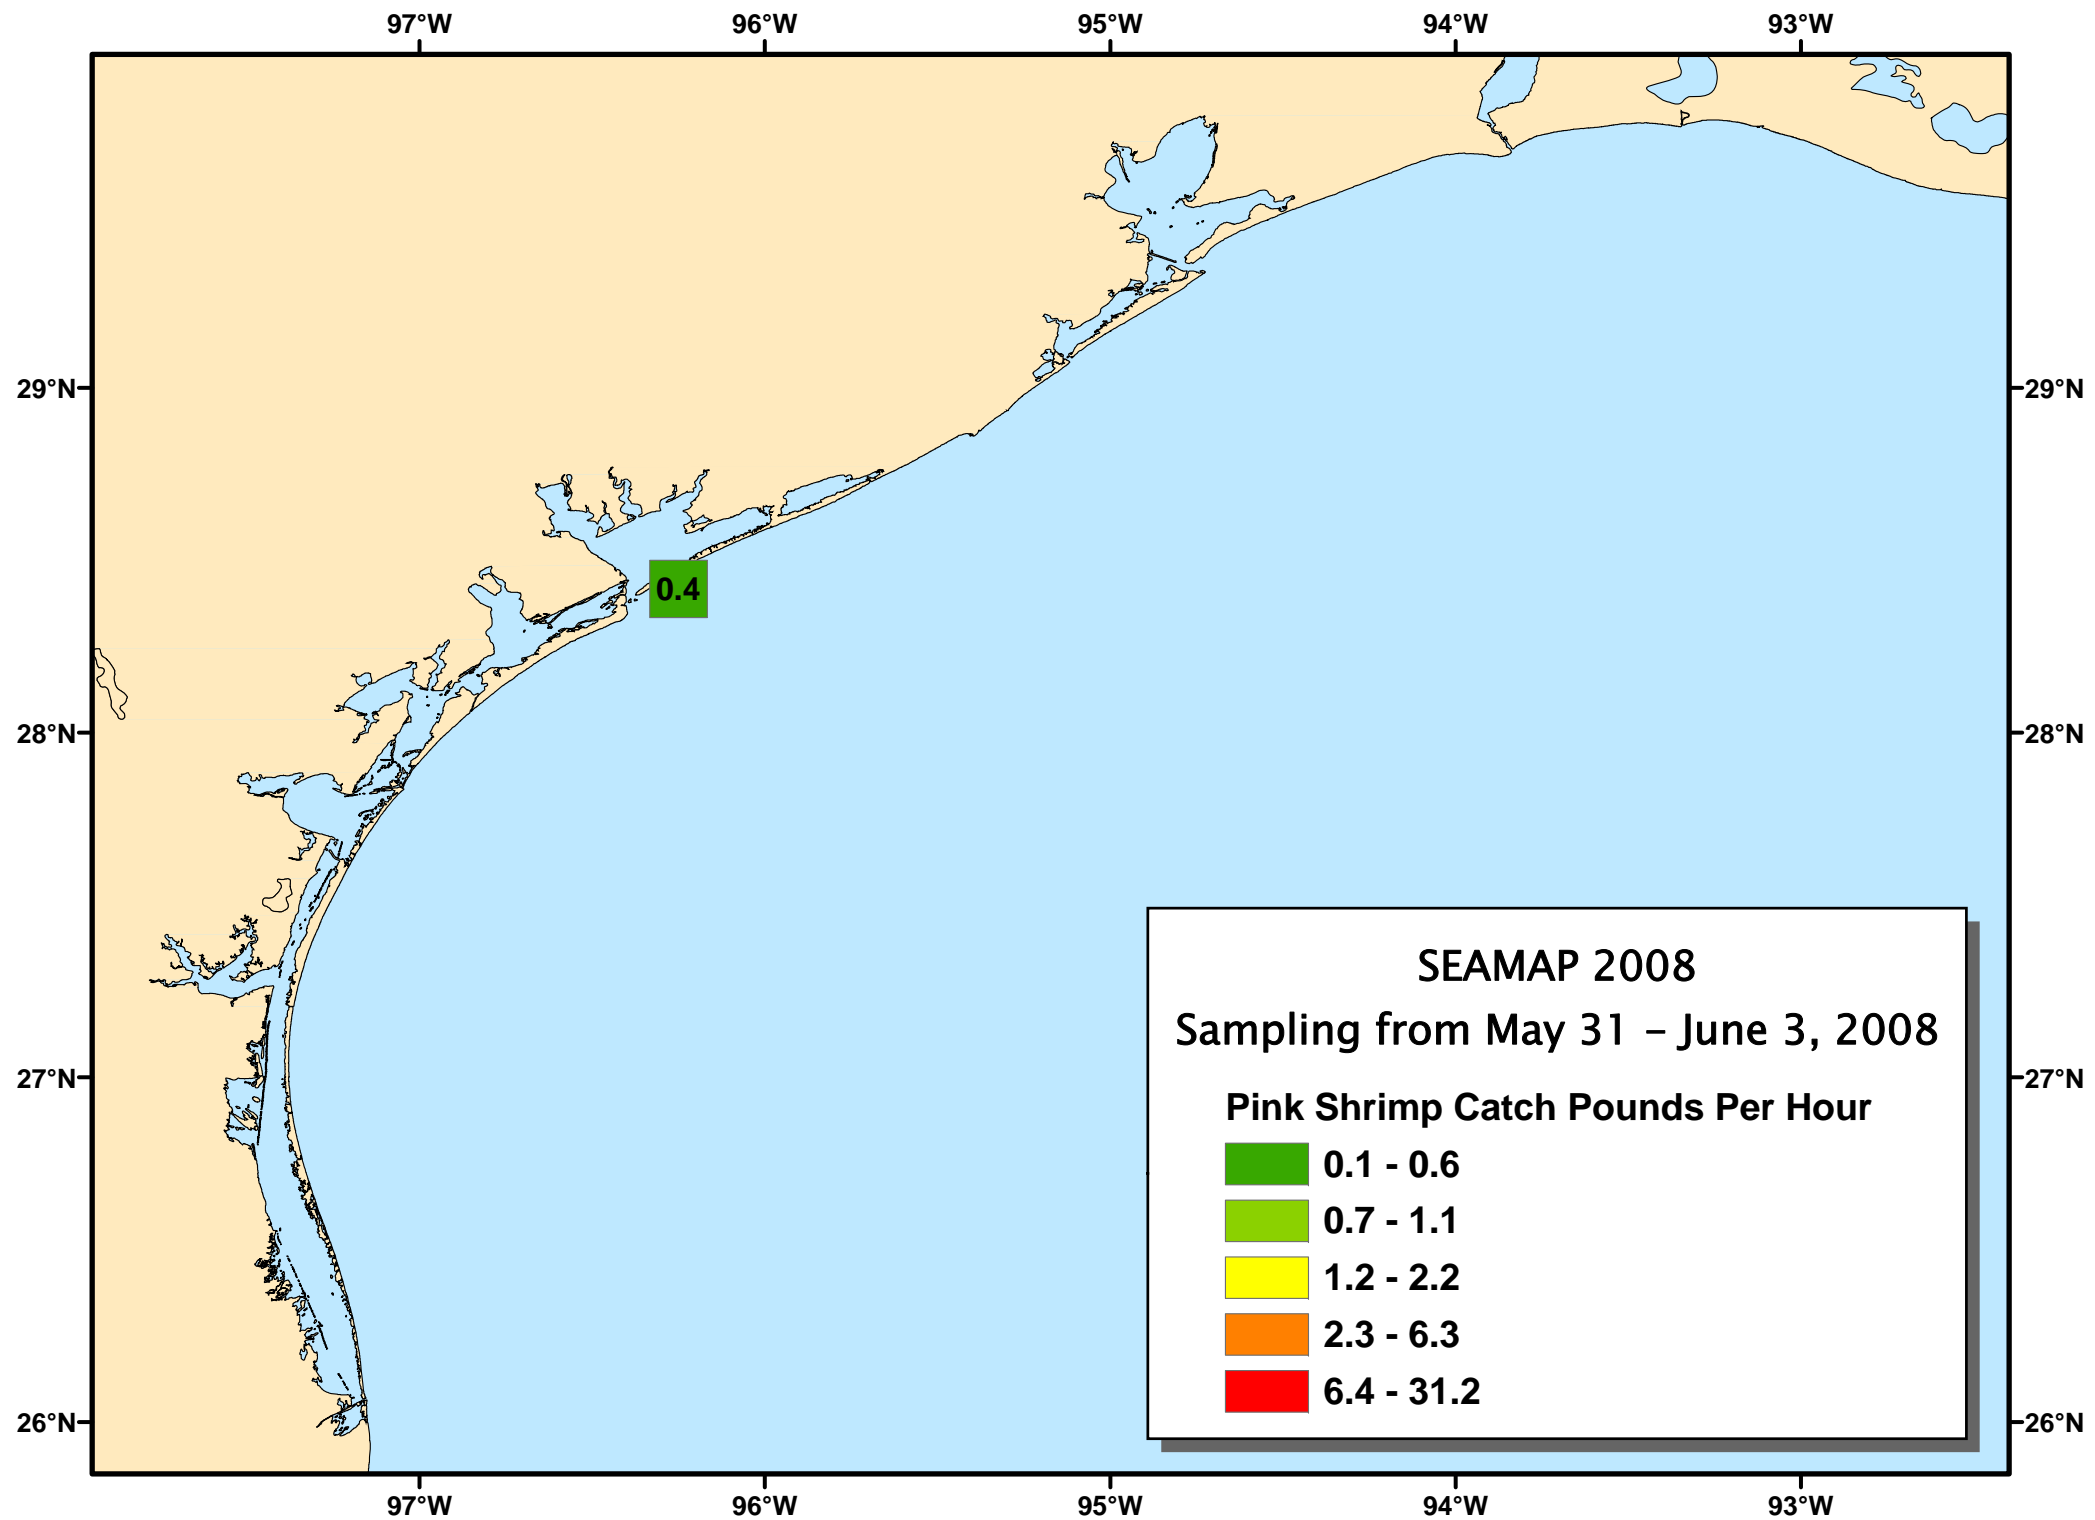 97°W 96°W 95°W 94°W 93°W
29°N 29°N
0.4
28°N 28°N
SEAMAP 2008
Sampling from May 31 - June 3, 2008
27°N 27°N
Pink Shrimp Catch Pounds Per Hour
0.1 - 0.6
0.7 - 1.1
1.2 - 2.2
2.3 - 6.3
6.4 - 31.2
26°N 26°N
97°W 96°W 95°W 94°W 93°W